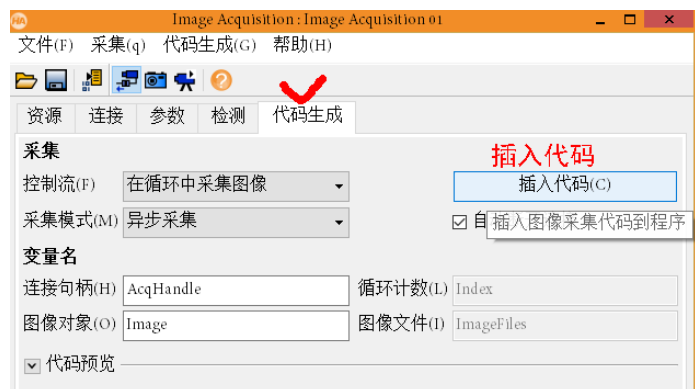 HA
Image Acquisition : Image Acquisition 01
文件(F) 采集(q) 代码生成(G) 帮助(H)
资源 连接 参数 检测 代码生成
采集
插入代码
控制流(F) 在循环中采集图像 插入代码(C)
采集模式(M) 异步采集 自
插入图像采集代码到程序
变量名
连接句柄(H) AcqHandle 循环计数(L) Index
图像对象(O) Image 图像文件(I) ImageFiles
代码预览